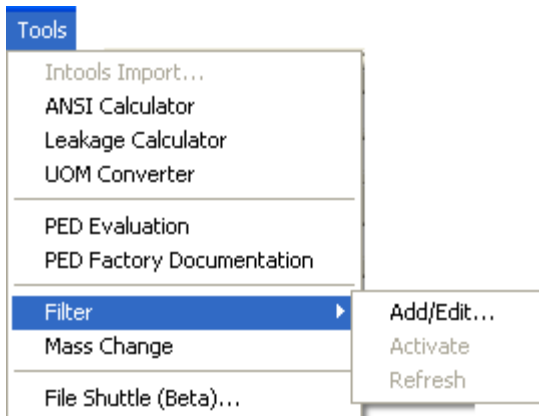 Tools
Intools Import...
ANSI Calculator
Leakage Calculator
UOM Converter
PED Evaluation
PED Factory Documentation
Filter
Add/Edit...
Mass Change
Activate
Refresh
File Shuttle (Beta)...